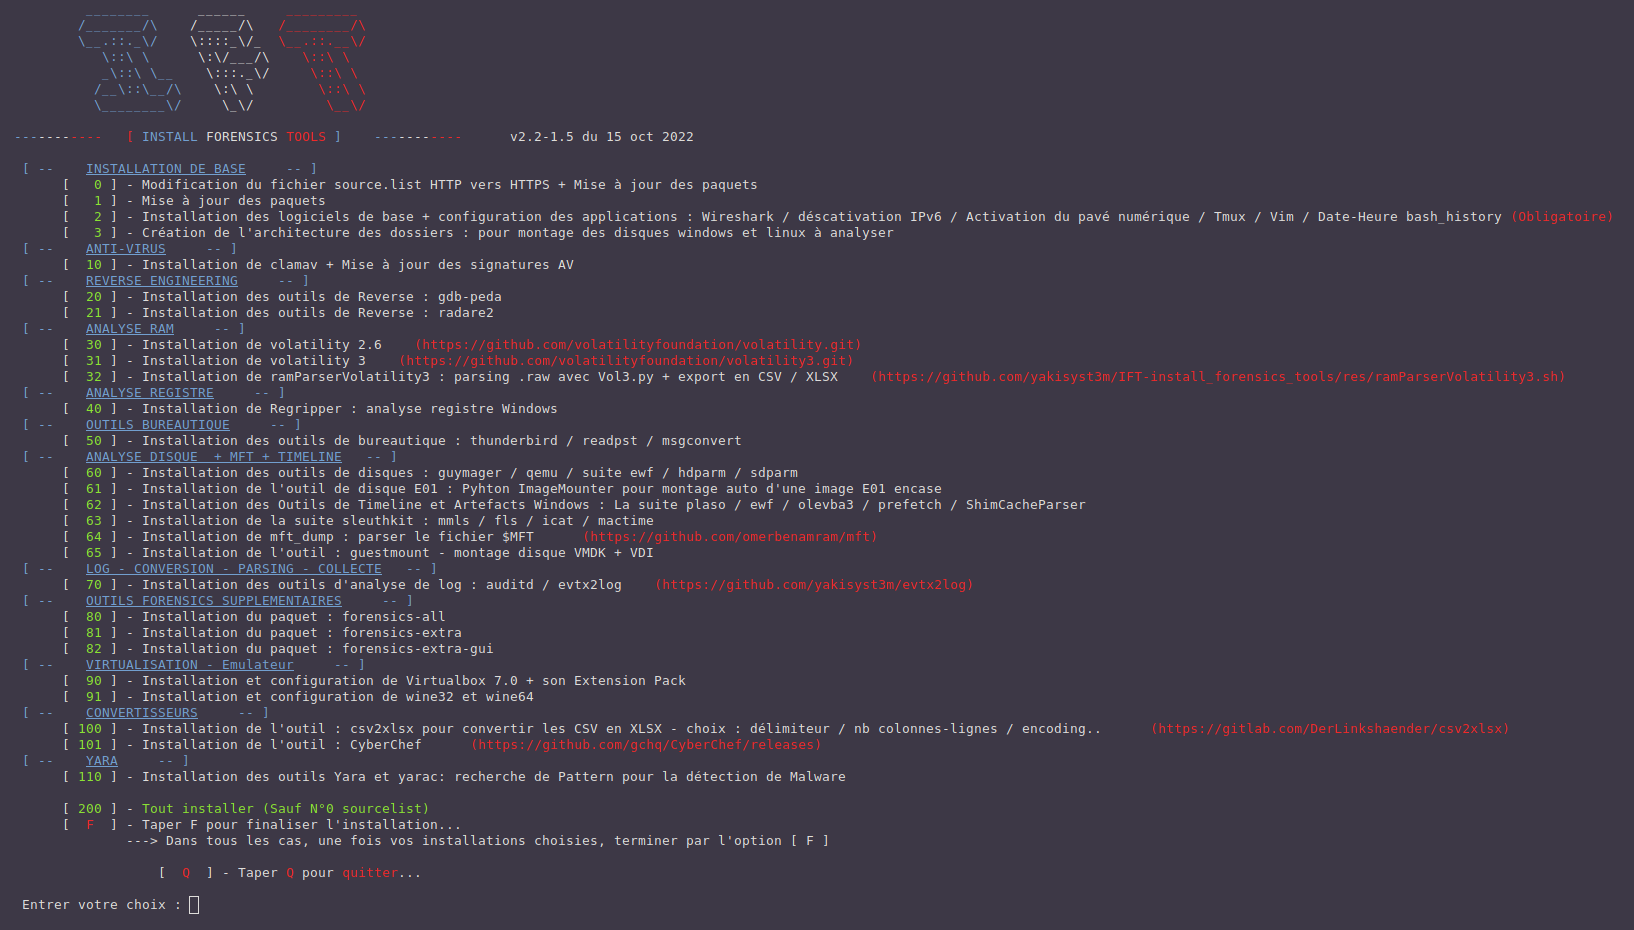 ---------- [ INSTALL FORENSICS TOOLS ] ----------- v2.2-1.5 du 15 oct 2022
[ -- INSTALLATION DE BASE -- ]
[ 0 ] - Modification du fichier source.list HTTP vers HTTPS + Mise à jour des paquets
[ 1 ] - Mise à jour des paquets
[ 2 ] - Installation des logiciels de base + configuration des applications : Wireshark / déscativation IPv6 / Activation du pavé numérique / Tmux / Vim / Date-Heure bash_history (Obligatoire)
[ 3 ] - Création de l'architecture des dossiers : pour montage des disques windows et linux à analyser
[ -- ANTI-VIRUS -- ]
[ 10 ] - Installation de clamav + Mise à jour des signatures AV
[ -- REVERSE ENGINEERING -- ]
[ 20 ] - Installation des outils de Reverse : gdb-peda
[ 21 ] - Installation des outils de Reverse : radare2
[ -- ANALYSE RAM -- ]
[ 30 ] - Installation de volatility 2.6 (https://github.com/volatilityfoundation/volatility.git)
[ 31 ] - Installation de volatility 3 (https://github.com/volatilityfoundation/volatility3.git)
[ 32 ] - Installation de ramParserVolatility3 : parsing .raw avec Vol3.py + export en CSV / XLSX (https://github.com/yakisyst3m/IFT-install_forensics_tools/res/ramParserVolatility3.sh)
[ -- ANALYSE REGISTRE -- ]
[ 40 ] - Installation de Regripper : analyse registre Windows
[ -- OUTILS BUREAUTIQUE -- ]
[ 50 ] - Installation des outils de bureautique : thunderbird / readpst / msgconvert
[ -- ANALYSE DISQUE + MFT + TIMELINE -- ]
[ 60 ] - Installation des outils de disques : guymager / qemu / suite ewf / hdparm / sdparm
[ 61 ] - Installation de l'outil de disque E01 : Pyhton ImageMounter pour montage auto d'une image E01 encase
[ 62 ] - Installation des Outils de Timeline et Artefacts Windows : La suite plaso / ewf / olevba3 / prefetch / ShimCacheParser
[ 63 ] - Installation de la suite sleuthkit : mmls / fls / icat / mactime
[ 64 ] - Installation de mft_dump : parser le fichier $MFT (https://github.com/omerbenamram/mft)
[ 65 ] - Installation de l'outil : guestmount - montage disque VMDK + VDI
[ -- LOG - CONVERSION - PARSING - COLLECTE -- ]
[ 70 ] - Installation des outils d'analyse de log : auditd / evtx2log (https://github.com/yakisyst3m/evtx2log)
[ -- OUTILS FORENSICS SUPPLEMENTAIRES -- ]
[ 80 ] - Installation du paquet : forensics-all
[ 81 ] - Installation du paquet : forensics-extra
[ 82 ] - Installation du paquet : forensics-extra-gui
[ -- VIRTUALISATION - Emulateur -- ]
[ 90 ] - Installation et configuration de Virtualbox 7.0 + son Extension Pack
[ 91 ] - Installation et configuration de wine32 et wine64
[ -- CONVERTISSEURS -- ]
[ 100 ] - Installation de l'outil : csv2xlsx pour convertir les CSV en XLSX - choix : délimiteur / nb colonnes-lignes / encoding.. (https://gitlab.com/DerLinkshaender/csv2xlsx)
[ 101 ] - Installation de l'outil : CyberChef (https://github.com/gchq/CyberChef/releases)
[ -- YARA -- ]
[ 110 ] - Installation des outils Yara et yarac: recherche de Pattern pour la détection de Malware
[ 200 ] - Tout installer (Sauf N°0 sourcelist)
[ F ] - Taper F pour finaliser l'installation...
---> Dans tous les cas, une fois vos installations choisies, terminer par l'option [ F ]
[ Q ] - Taper Q pour quitter...
Entrer votre choix :